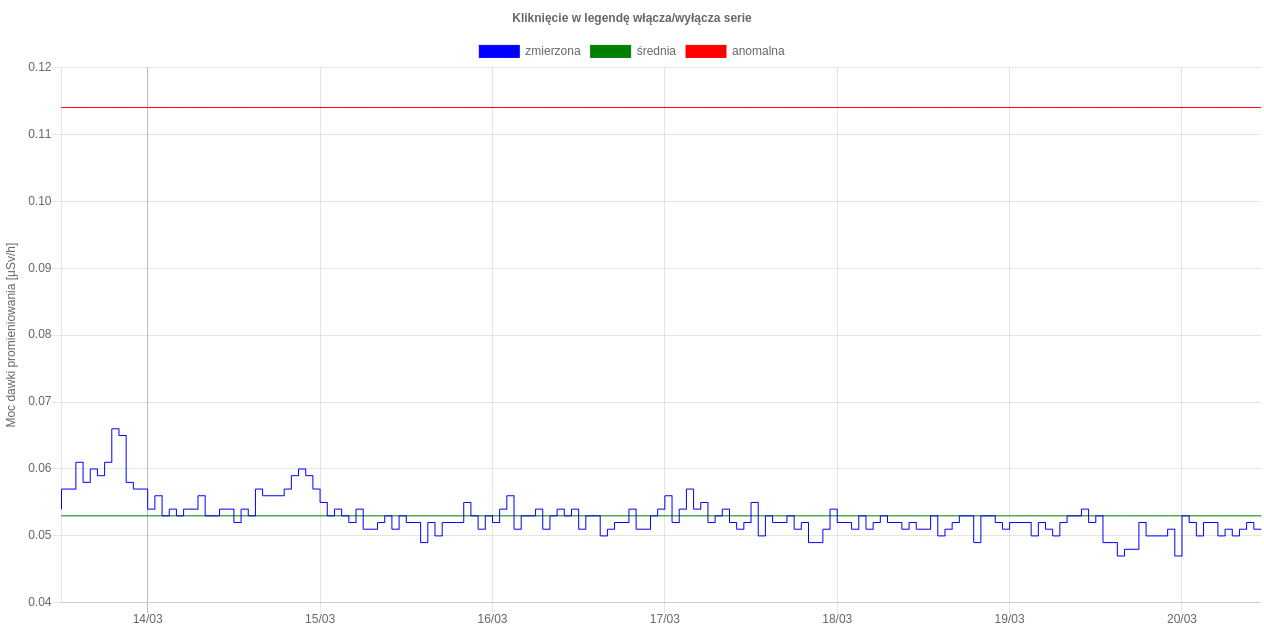 Kliknięcie w legendę włącza/wyłącza serie
zmierzona średnia anomalna
Moc dawki promieniowania [µSv/h]
0.12
0.11
0.10
0.09
0.08
0.07
0.06
0.05
0.04
14/03 15/03 16/03 17/03 18/03 19/03 20/03